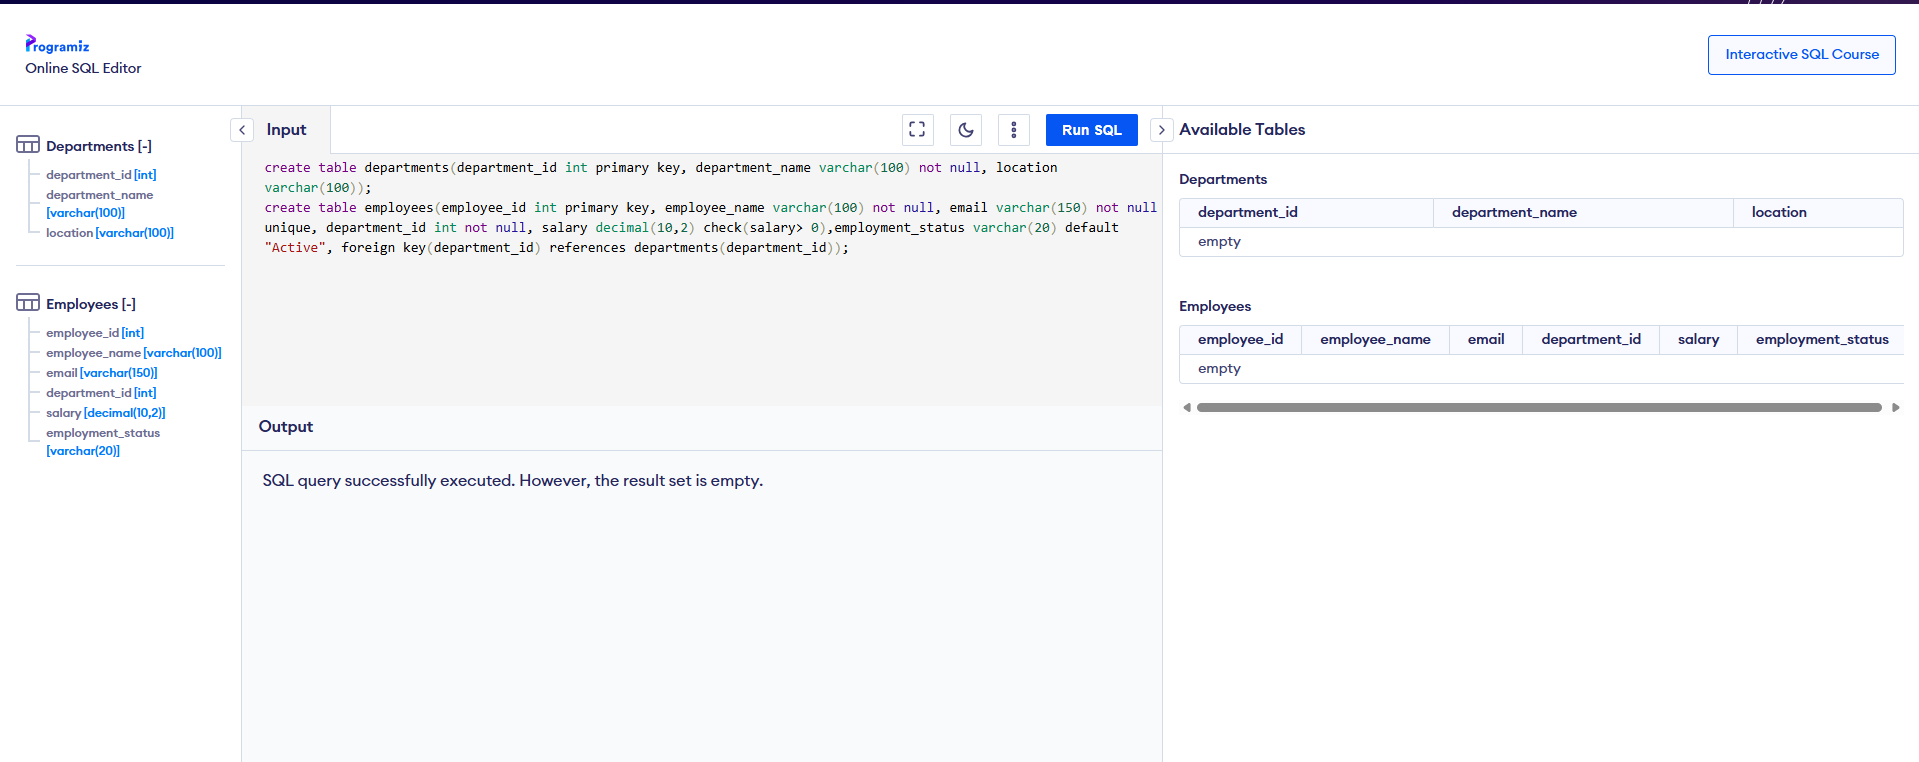 Programiz
Online SQL Editor
Interactive SQL Course
Departments [-]
department_id [int]
department_name
[varchar(100)]
location [varchar(100)]
Employees [-]
employee_id [int]
employee_name [varchar(100)]
email [varchar(150)]
department_id [int]
salary [decimal(10,2)]
employment_status
[varchar(20)]
Input
Run SQL
create table departments(department_id int primary key, department_name varchar(100) not null, location
varchar(100));
create table employees(employee_id int primary key, employee_name varchar(100) not null, email varchar(150) not null
unique, department_id int not null, salary decimal(10,2) check(salary> 0),employment_status varchar(20) default
"Active", foreign key(department_id) references departments(department_id));
Output
SQL query successfully executed. However, the result set is empty.
Available Tables
Departments
department_id department_name location
empty
Employees
employee_id employee_name email department_id salary employment_status
empty